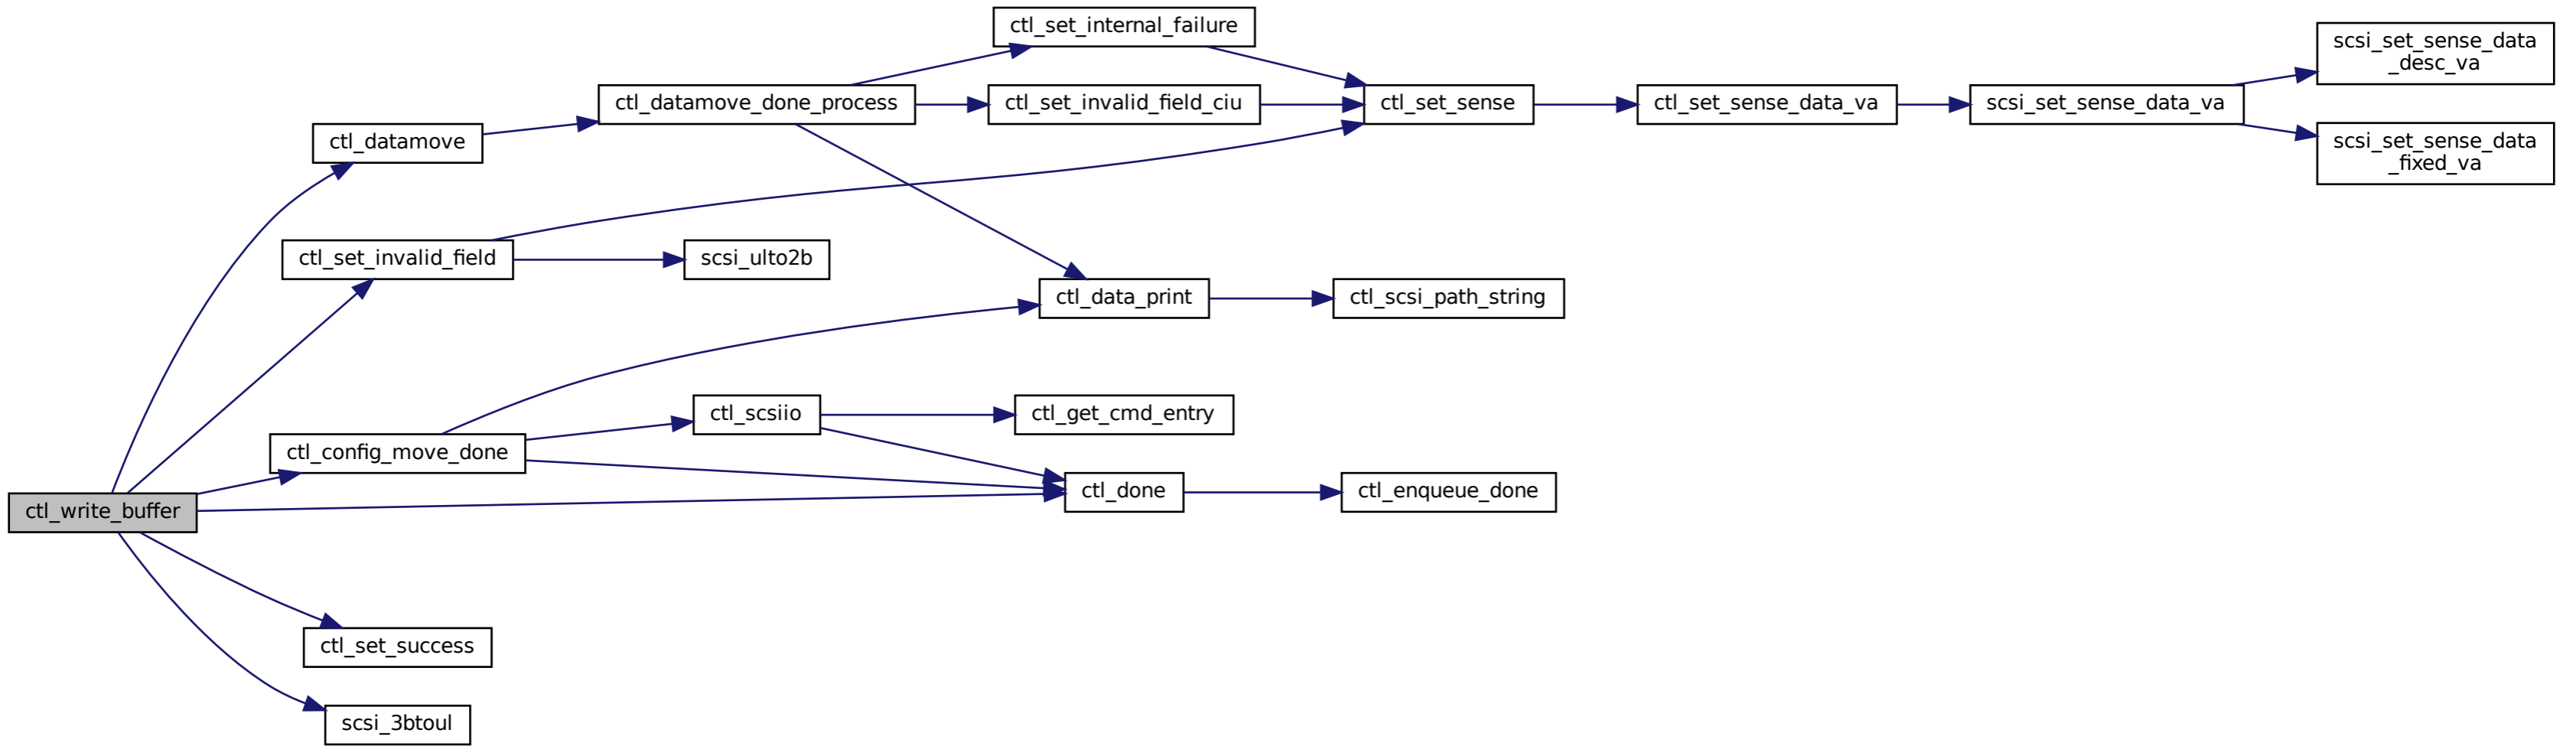 ctl_set_internal_failure
scsi_set_sense_data
_desc_va
ctl_datamove_done_process
ctl_set_invalid_field_ciu
ctl_set_sense
ctl_set_sense_data_va
scsi_set_sense_data_va
ctl_datamove
scsi_set_sense_data
_fixed_va
ctl_set_invalid_field
scsi_ulto2b
ctl_data_print
ctl_scsi_path_string
ctl_scsiio
ctl_get_cmd_entry
ctl_config_move_done
ctl_write_buffer
ctl_done
ctl_enqueue_done
ctl_set_success
scsi_3btoul